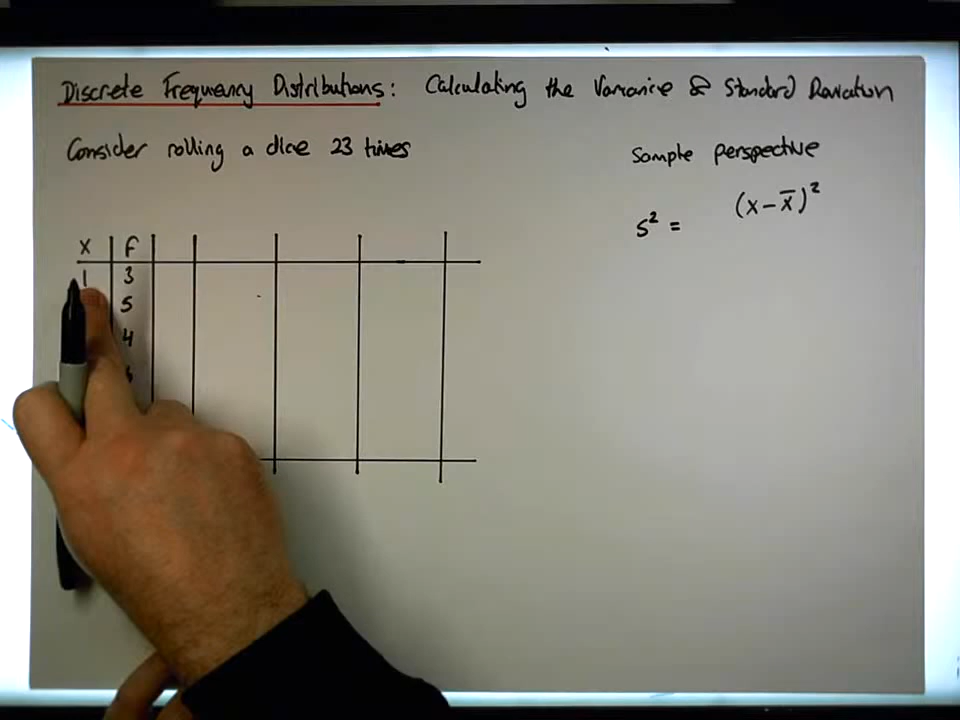 Discrete Frequency Distributions: Calculating the Variance & Standard Deviation
Consider rolling a dice 23 times
Sample perspective
s² = (x-x̄)²
x f
1 3
5
4